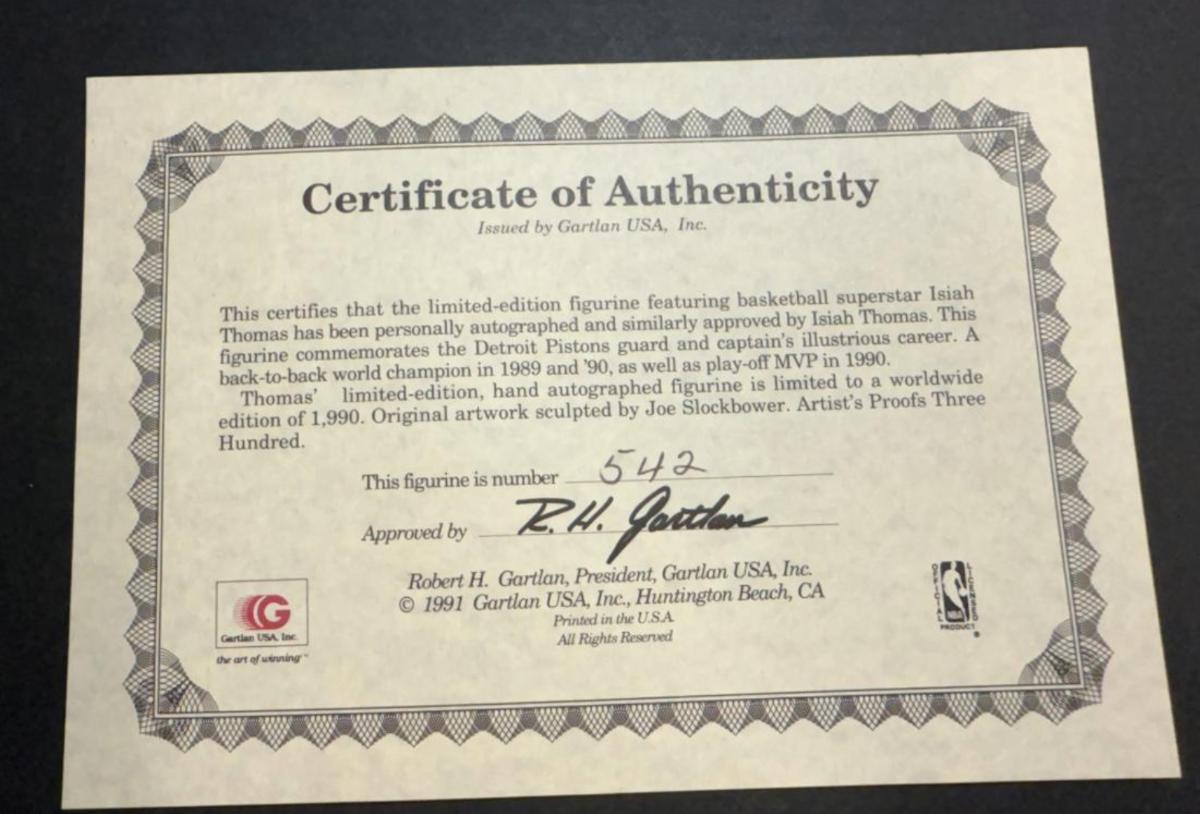 Certificate of Authenticity
Issued by Gartlan USA, Inc.
This certifies that the limited-edition figurine featuring basketball superstar Isiah
Thomas has been personally autographed and similarly approved by Isiah Thomas. This
figurine commemorates the Detroit Pistons guard and captain's illustrious career. A
back-to-back world champion in 1989 and '90, as well as play-off MVP in 1990.
Thomas' limited-edition, hand autographed figurine is limited to a worldwide
edition of 1,990. Original artwork sculpted by Joe Slockbower. Artist's Proofs Three
Hundred.
This figurine is number 542
Approved by R. H. Gartlan
Robert H. Gartlan, President, Gartlan USA, Inc.
© 1991 Gartlan USA, Inc., Huntington Beach, CA
Printed in the U.S.A.
All Rights Reserved
G
Gartlan USA, Inc.
the art of winning™
OFFICIAL
NBA
LICENSED
PRODUCT
®